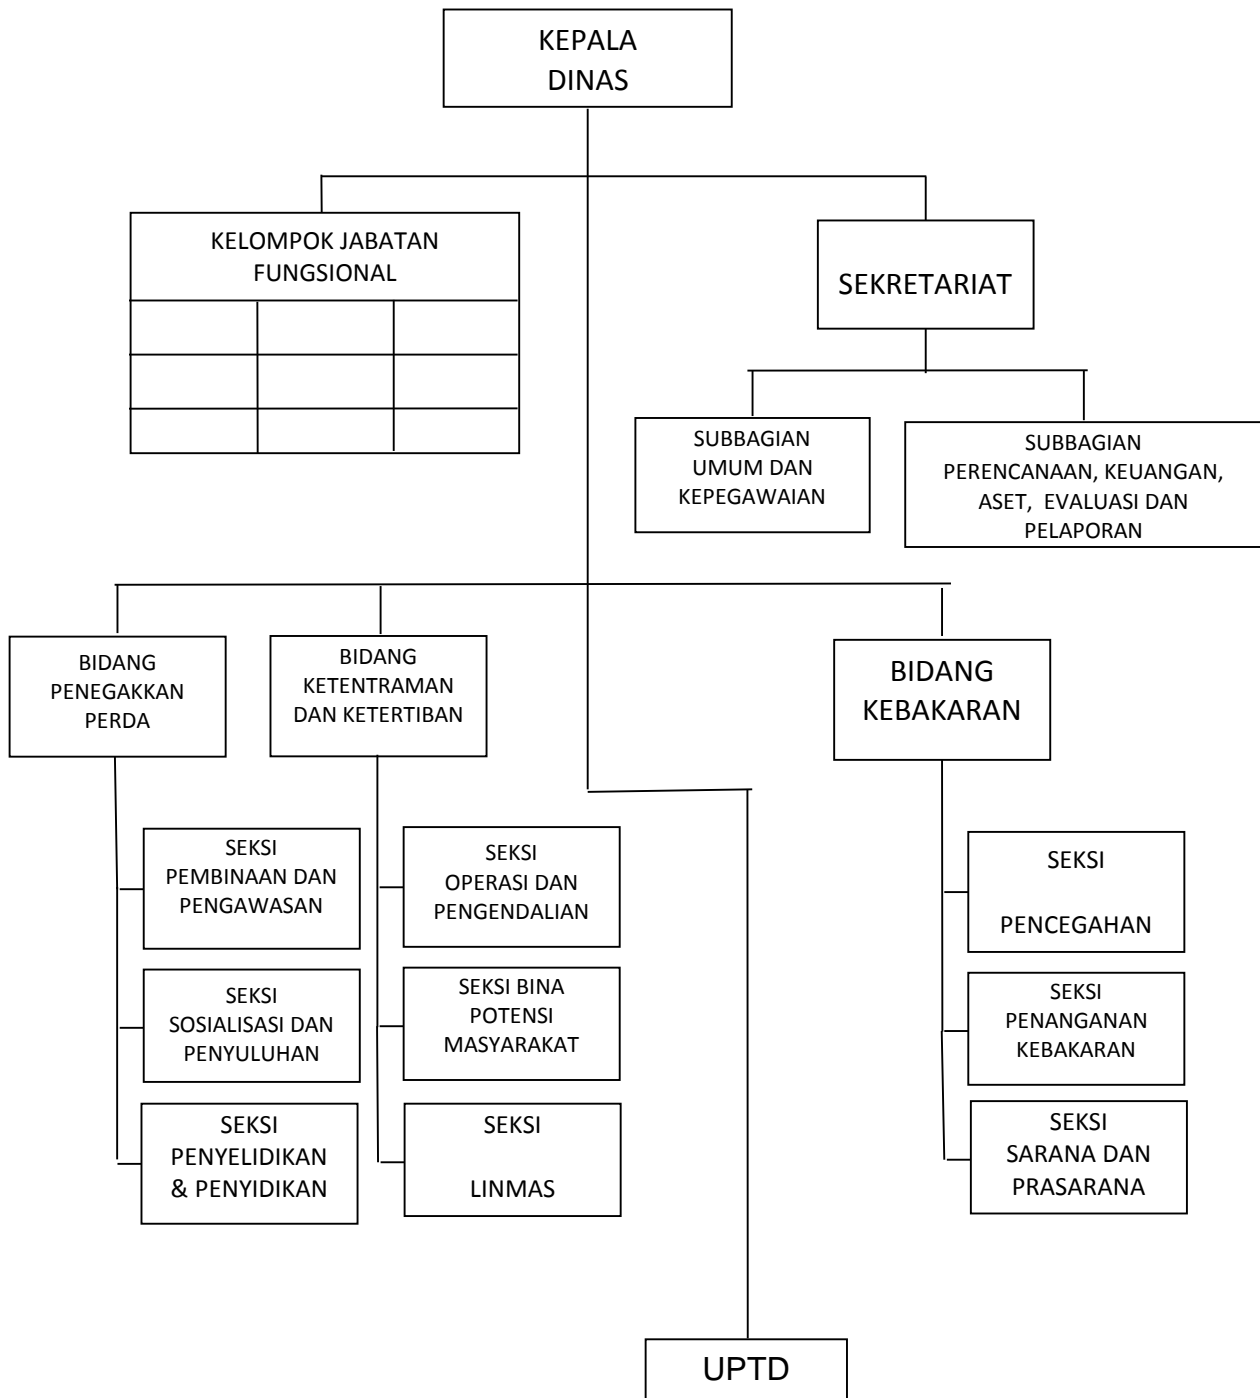 KEPALA
DINAS
KELOMPOK JABATAN
FUNGSIONAL
SEKRETARIAT
SUBBAGIAN
UMUM DAN
KEPEGAWAIAN
SUBBAGIAN
PERENCANAAN, KEUANGAN,
ASET, EVALUASI DAN
PELAPORAN
BIDANG
PENEGAKKAN
PERDA
BIDANG
KETENTRAMAN
DAN KETERTIBAN
BIDANG
KEBAKARAN
SEKSI
PEMBINAAN DAN
PENGAWASAN
SEKSI
SOSIALISASI DAN
PENYULUHAN
SEKSI
PENYELIDIKAN
& PENYIDIKAN
SEKSI
OPERASI DAN
PENGENDALIAN
SEKSI BINA
POTENSI
MASYARAKAT
SEKSI
LINMAS
SEKSI
PENCEGAHAN
SEKSI
PENANGANAN
KEBAKARAN
SEKSI
SARANA DAN
PRASARANA
UPTD